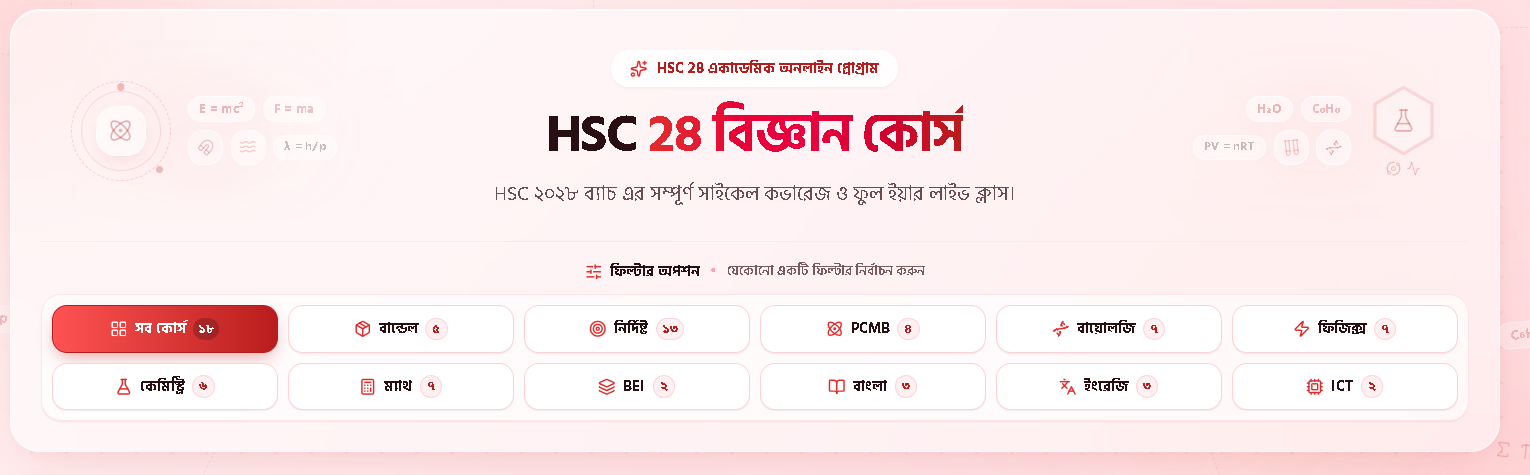 HSC 28 একাডেমিক অনলাইন প্রোগ্রাম
E = mc² F = ma
λ = h/p
HSC 28 বিজ্ঞান কোর্স
H₂O C₆H₆
PV = nRT
HSC ২০২৮ ব্যাচ এর সম্পূর্ণ সাইকেল কভারেজ ও ফুল ইয়ার লাইভ ক্লাস।
ফিল্টার অপশন • যেকোনো একটি ফিল্টার নির্বাচন করুন
সব কোর্স ১৮ বান্ডেল ৫ নির্দিষ্ট ১৩ PCMB ৪ বায়োলজি ৭ ফিজিক্স ৭
কেমিস্ট্রি ৬ ম্যাথ ৭ BEI ২ বাংলা ৩ ইংরেজি ৩ ICT ২
Σ